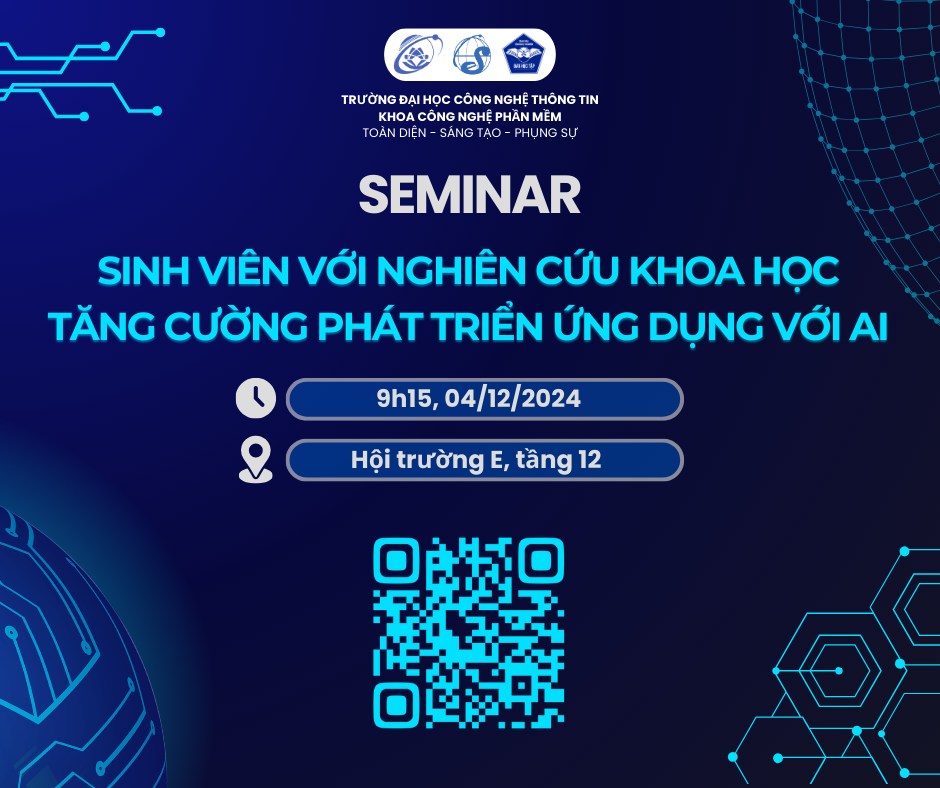 TRƯỜNG ĐẠI HỌC CÔNG NGHỆ THÔNG TIN
KHOA CÔNG NGHỆ PHẦN MỀM
TOÀN DIỆN - SÁNG TẠO - PHỤNG SỰ
SEMINAR
SINH VIÊN VỚI NGHIÊN CỨU KHOA HỌC
TĂNG CƯỜNG PHÁT TRIỂN ỨNG DỤNG VỚI AI
9h15, 04/12/2024
Hội trường E, tầng 12